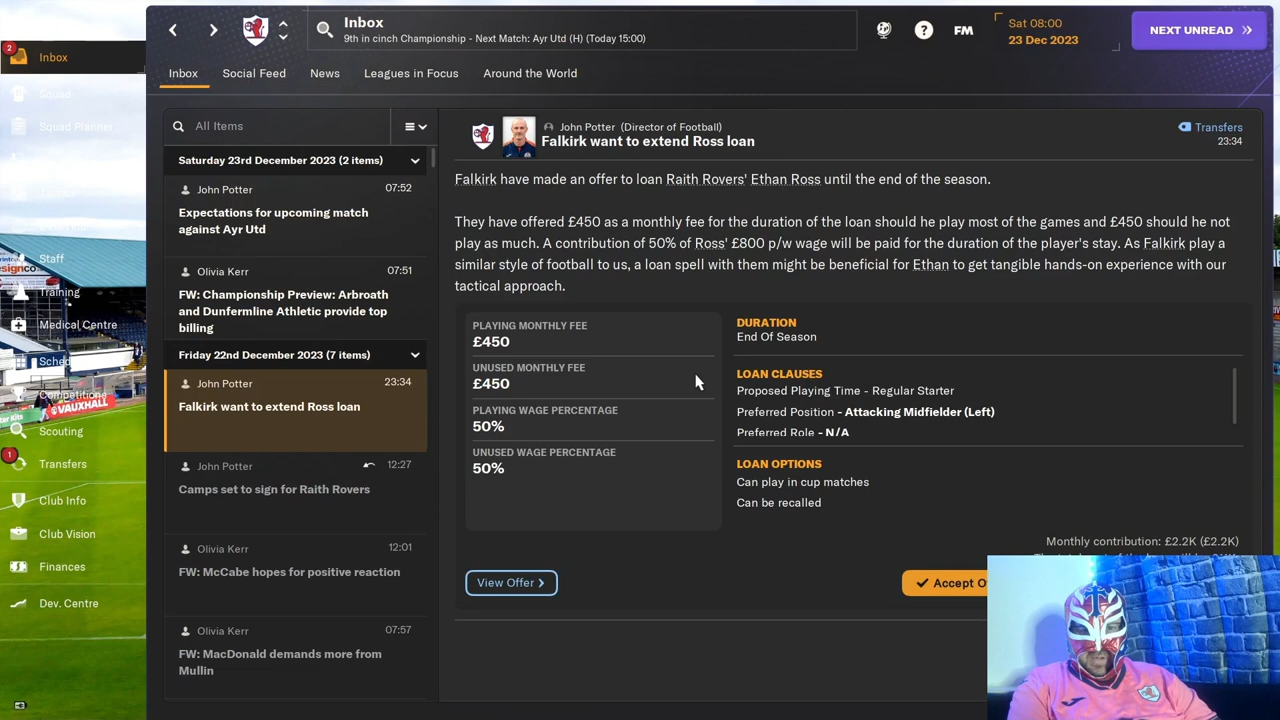 Inbox
9th in cinch Championship - Next Match: Ayr Utd (H) (Today 15:00)
?
FM
Sat 08:00
23 Dec 2023
NEXT UNREAD
2
Inbox
Squad
Squad Planner
Staff
Training
Medical Centre
Sched
Competitions
Scouting
1
Transfers
Club Info
Club Vision
Finances
Dev. Centre
VAUXHALL
Inbox
Social Feed
News
Leagues in Focus
Around the World
All Items
Saturday 23rd December 2023 (2 items)
John Potter
07:52
Expectations for upcoming match
against Ayr Utd
Olivia Kerr
07:51
FW: Championship Preview: Arbroath
and Dunfermline Athletic provide top
billing
Friday 22nd December 2023 (7 items)
John Potter
23:34
Falkirk want to extend Ross loan
John Potter
12:27
Camps set to sign for Raith Rovers
Olivia Kerr
12:01
FW: McCabe hopes for positive reaction
Olivia Kerr
07:57
FW: MacDonald demands more from
Mullin
John Potter (Director of Football)
Falkirk want to extend Ross loan
Transfers
23:34
Falkirk have made an offer to loan Raith Rovers' Ethan Ross until the end of the season.
They have offered £450 as a monthly fee for the duration of the loan should he play most of the games and £450 should he not
play as much. A contribution of 50% of Ross' £800 p/w wage will be paid for the duration of the player's stay. As Falkirk play a
similar style of football to us, a loan spell with them might be beneficial for Ethan to get tangible hands-on experience with our
tactical approach.
PLAYING MONTHLY FEE
£450
UNUSED MONTHLY FEE
£450
PLAYING WAGE PERCENTAGE
50%
UNUSED WAGE PERCENTAGE
50%
DURATION
End Of Season
LOAN CLAUSES
Proposed Playing Time - Regular Starter
Preferred Position - Attacking Midfielder (Left)
Preferred Role - N/A
LOAN OPTIONS
Can play in cup matches
Can be recalled
Monthly contribution: £2.2K (£2.2K)
View Offer
Accept O